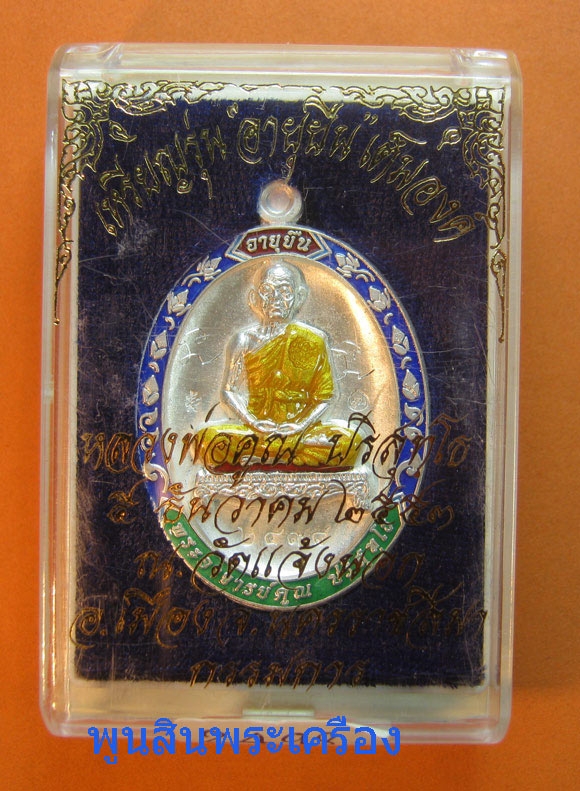 เหรียญรุ่น "อายุยืน" เต็มองค์
อายุยืน
หลวงพ่อคูณ ปริสุทฺโธ
๕ ธันวาคม ๒๕๕๓
ณ. วัดแจ้งนอก
อ.เมือง จ.นครราชสีมา
กรรมการ
พูนสินพระเครื่อง